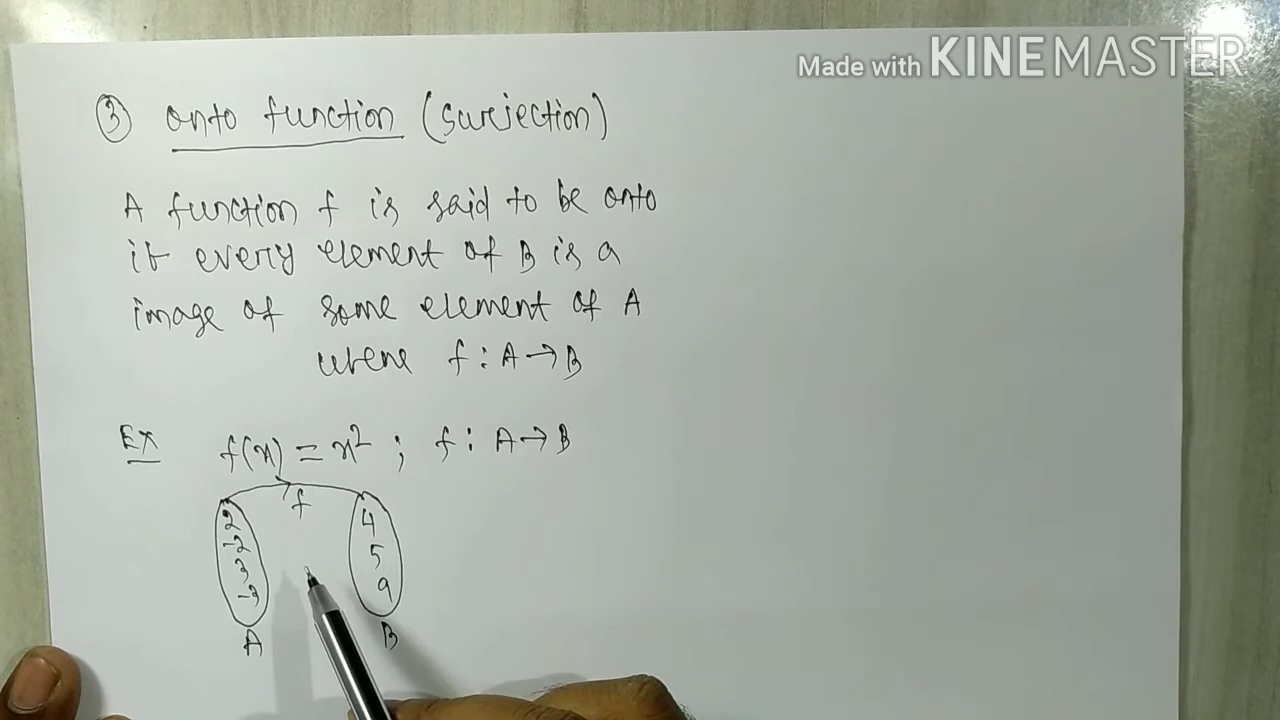 Made with KINEMASTER
③ onto function (surjection)
A function f is said to be onto
if every element of B is a
image of some element of A
where f : A → B
Ex f(x) = x² ; f : A → B
f
2 4
-2 5
3 9
-3
A B